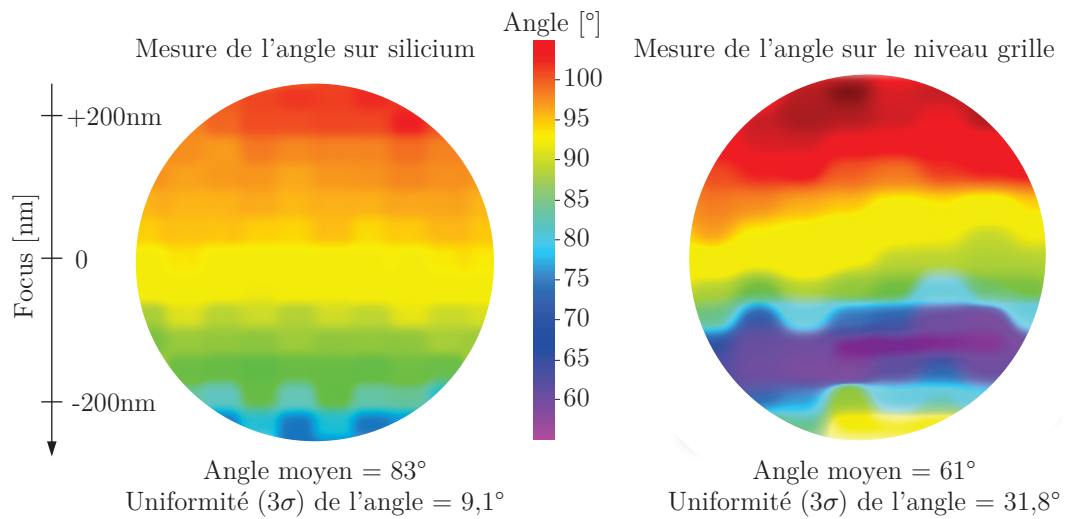 Angle [°]
Mesure de l'angle sur silicium
Mesure de l'angle sur le niveau grille
100
95
90
85
80
75
70
65
60
+200nm
0
-200nm
Focus [nm]
Angle moyen = 83°
Uniformité (3σ) de l'angle = 9,1°
Angle moyen = 61°
Uniformité (3σ) de l'angle = 31,8°